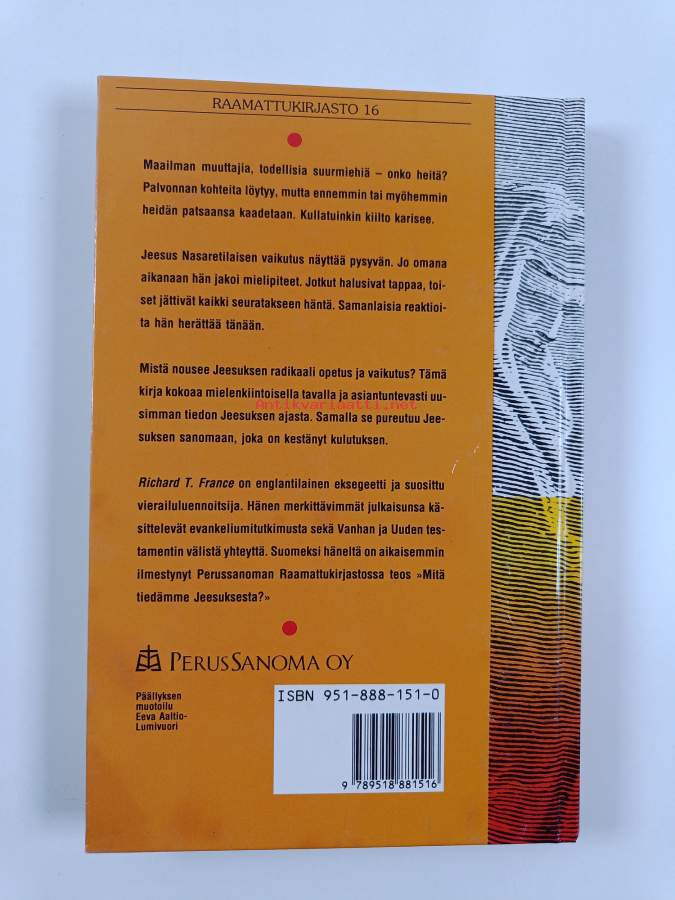 RAAMATTUKIRJASTO 16
Maailman muuttajia, todellisia suurmiehiä – onko heitä?
Palvonnan kohteita löytyy, mutta ennemmin tai myöhemmin
heidän patsaansa kaadetaan. Kullatuinkin kiilto karisee.
Jeesus Nasaretilaisen vaikutus näyttää pysyvän. Jo omana
aikanaan hän jakoi mielipiteet. Jotkut halusivat tappaa, toi-
set jättivät kaikki seuratakseen häntä. Samanlaisia reaktioi-
ta hän herättää tänään.
Mistä nousee Jeesuksen radikaali opetus ja vaikutus? Tämä
kirja kokoaa mielenkiintoisella tavalla ja asiantuntevasti uu-
Antikvariaatti.net
simman tiedon Jeesuksen ajasta. Samalla se pureutuu Jee-
suksen sanomaan, joka on kestänyt kulutuksen.
Richard T. France on englantilainen eksegeetti ja suosittu
vierailuluennoitsija. Hänen merkittävimmät julkaisunsa kä-
sittelevät evankeliumitutkimusta sekä Vanhan ja Uuden tes-
tamentin välistä yhteyttä. Suomeksi häneltä on aikaisemmin
ilmestynyt Perussanoman Raamattukirjastossa teos »Mitä
tiedämme Jeesuksesta?»
PERUSSANOMA OY
Päällyksen
muotoilu
Eeva Aaltio-
Lumivuori
ISBN 951-888-151-0
9 789518 881516